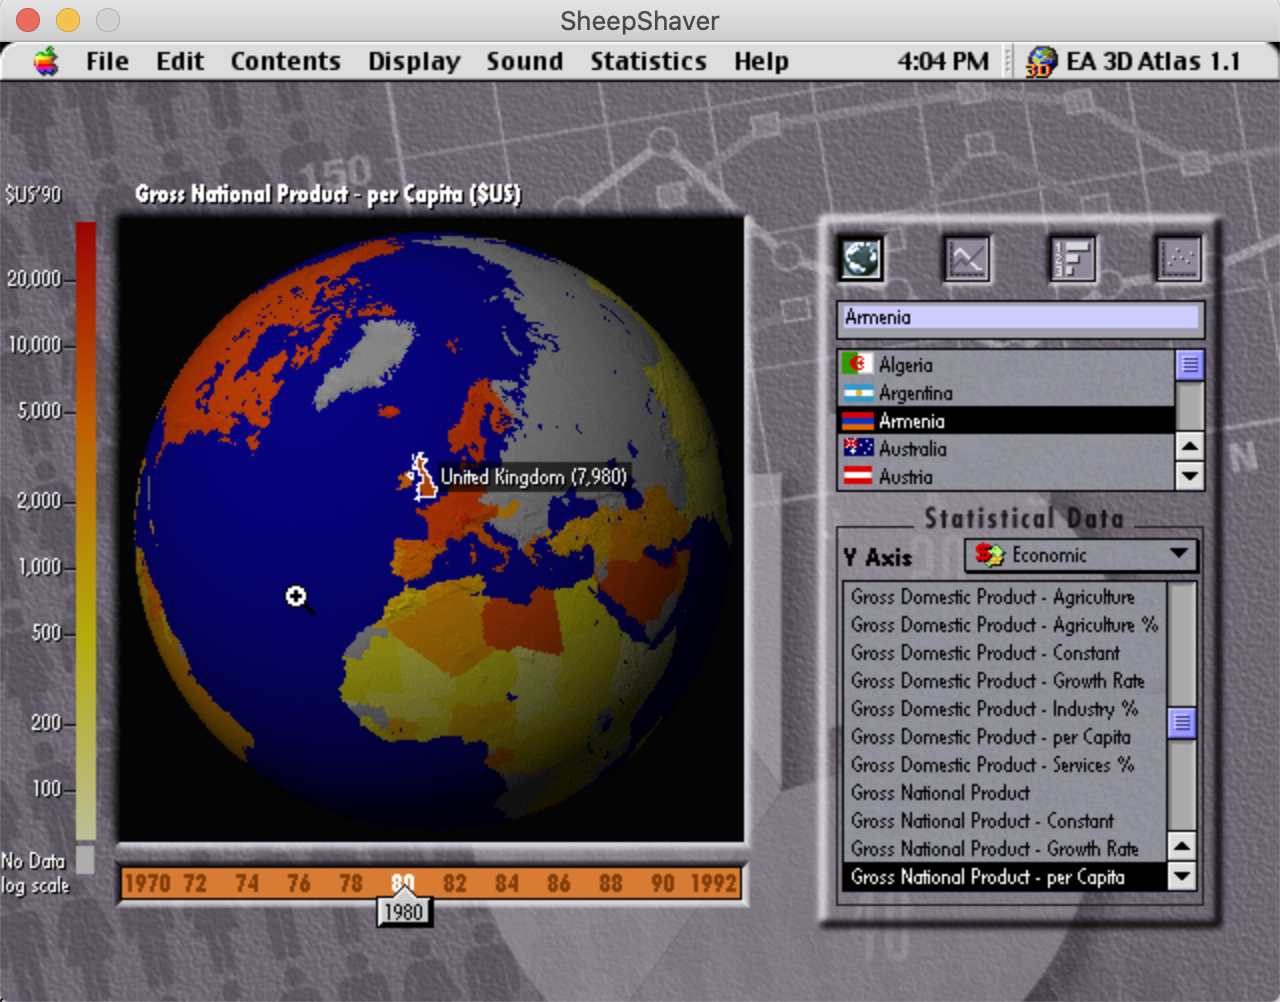 SheepShaver
File Edit Contents Display Sound Statistics Help 4:04 PM EA 3D Atlas 1.1
150
$US'90
Gross National Product - per Capita ($US)
20,000
10,000
5,000
2,000
1,000
500
200
100
No Data
log scale
United Kingdom (7,980)
1970 72 74 76 78 80 82 84 86 88 90 1992
1980
Armenia
Algeria
Argentina
Armenia
Australia
Austria
N
Statistical Data
Y Axis
Economic
Gross Domestic Product - Agriculture
Gross Domestic Product - Agriculture %
Gross Domestic Product - Constant
Gross Domestic Product - Growth Rate
Gross Domestic Product - Industry %
Gross Domestic Product - per Capita
Gross Domestic Product - Services %
Gross National Product
Gross National Product - Constant
Gross National Product - Growth Rate
Gross National Product - per Capita